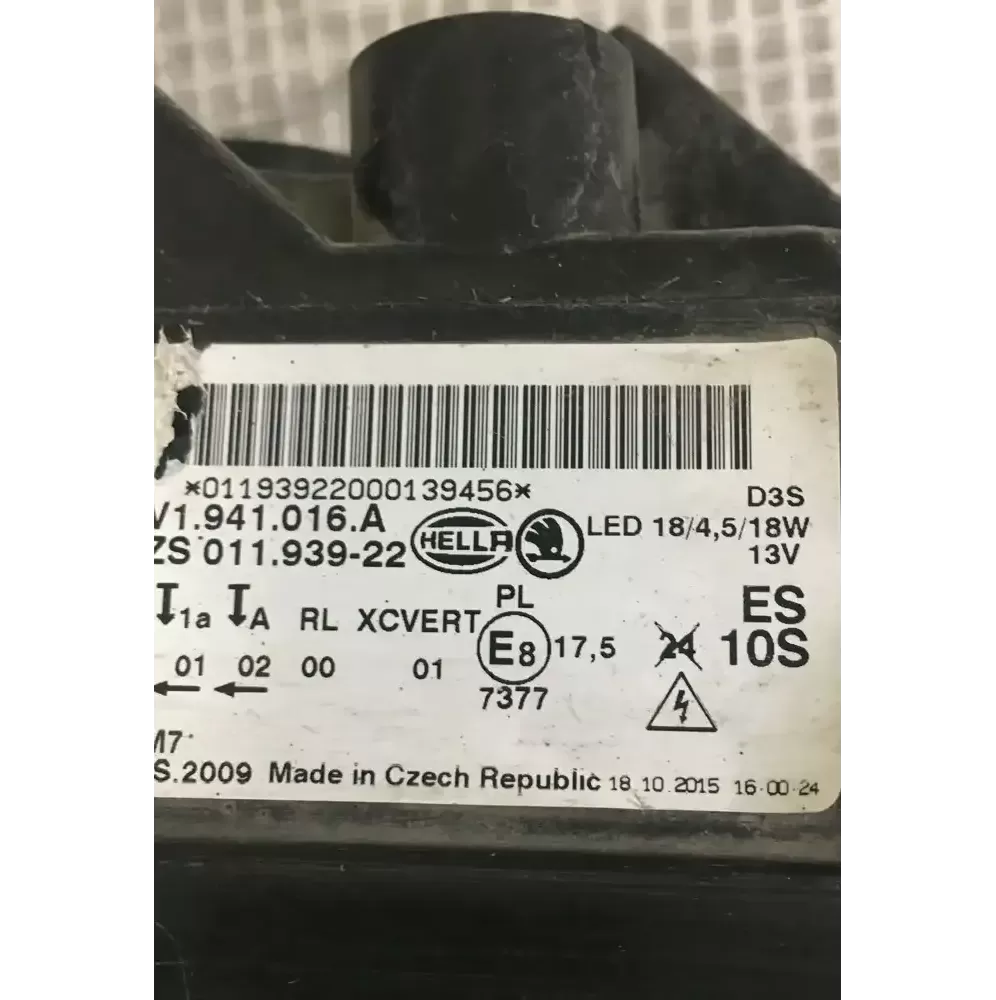 *01193922000139456*
V1.941.016.A
ZS 011.939-22
HELLA
D3S
LED 18/4,5/18W
13V
1a A RL XCVERT
01 02 00 01
PL
E8 17,5
7377
24
ES
10S
M7
S.2009 Made in Czech Republic 18.10.2015 16:00:24